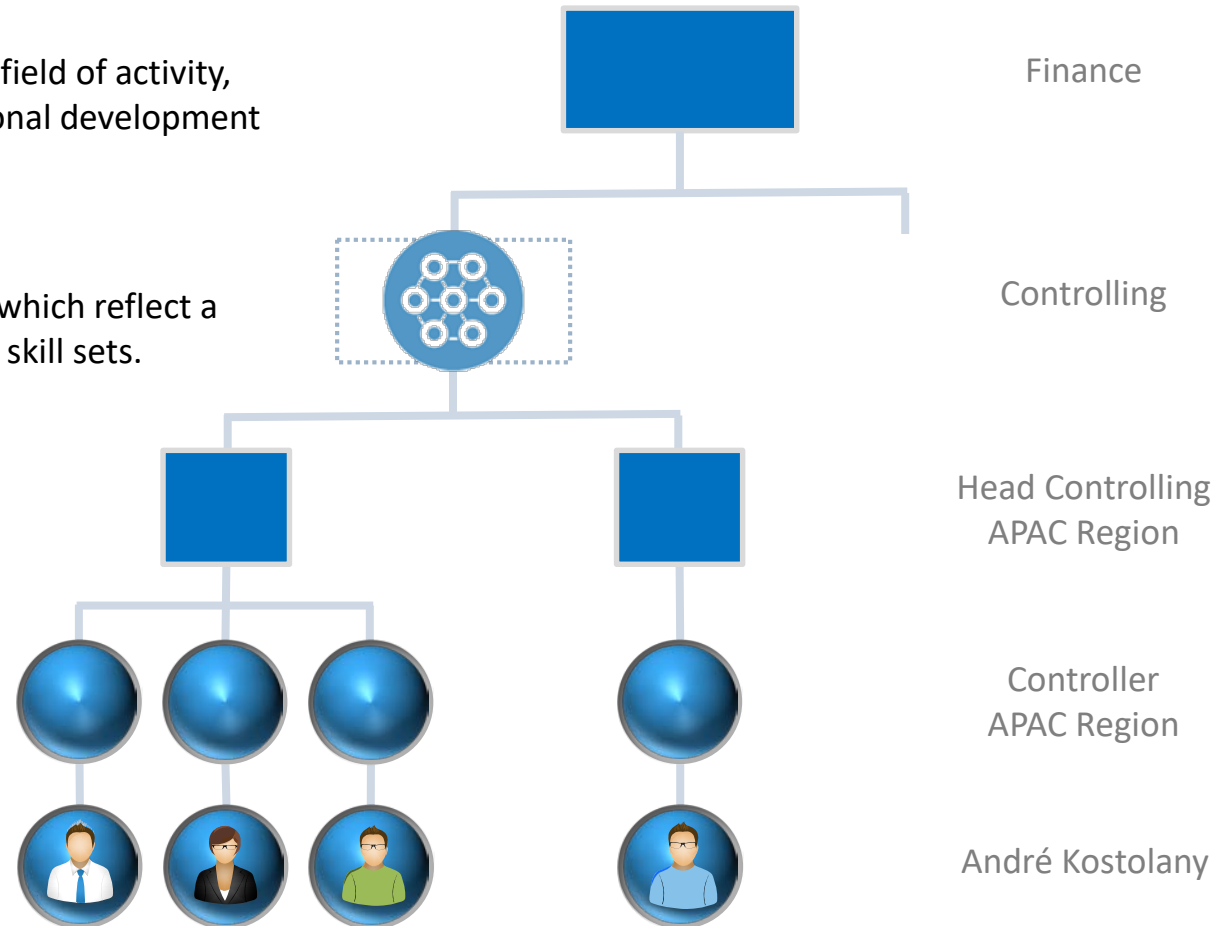 field of activity,
onal development
which reflect a
skill sets.
Finance
Controlling
Head Controlling
APAC Region
Controller
APAC Region
André Kostolany